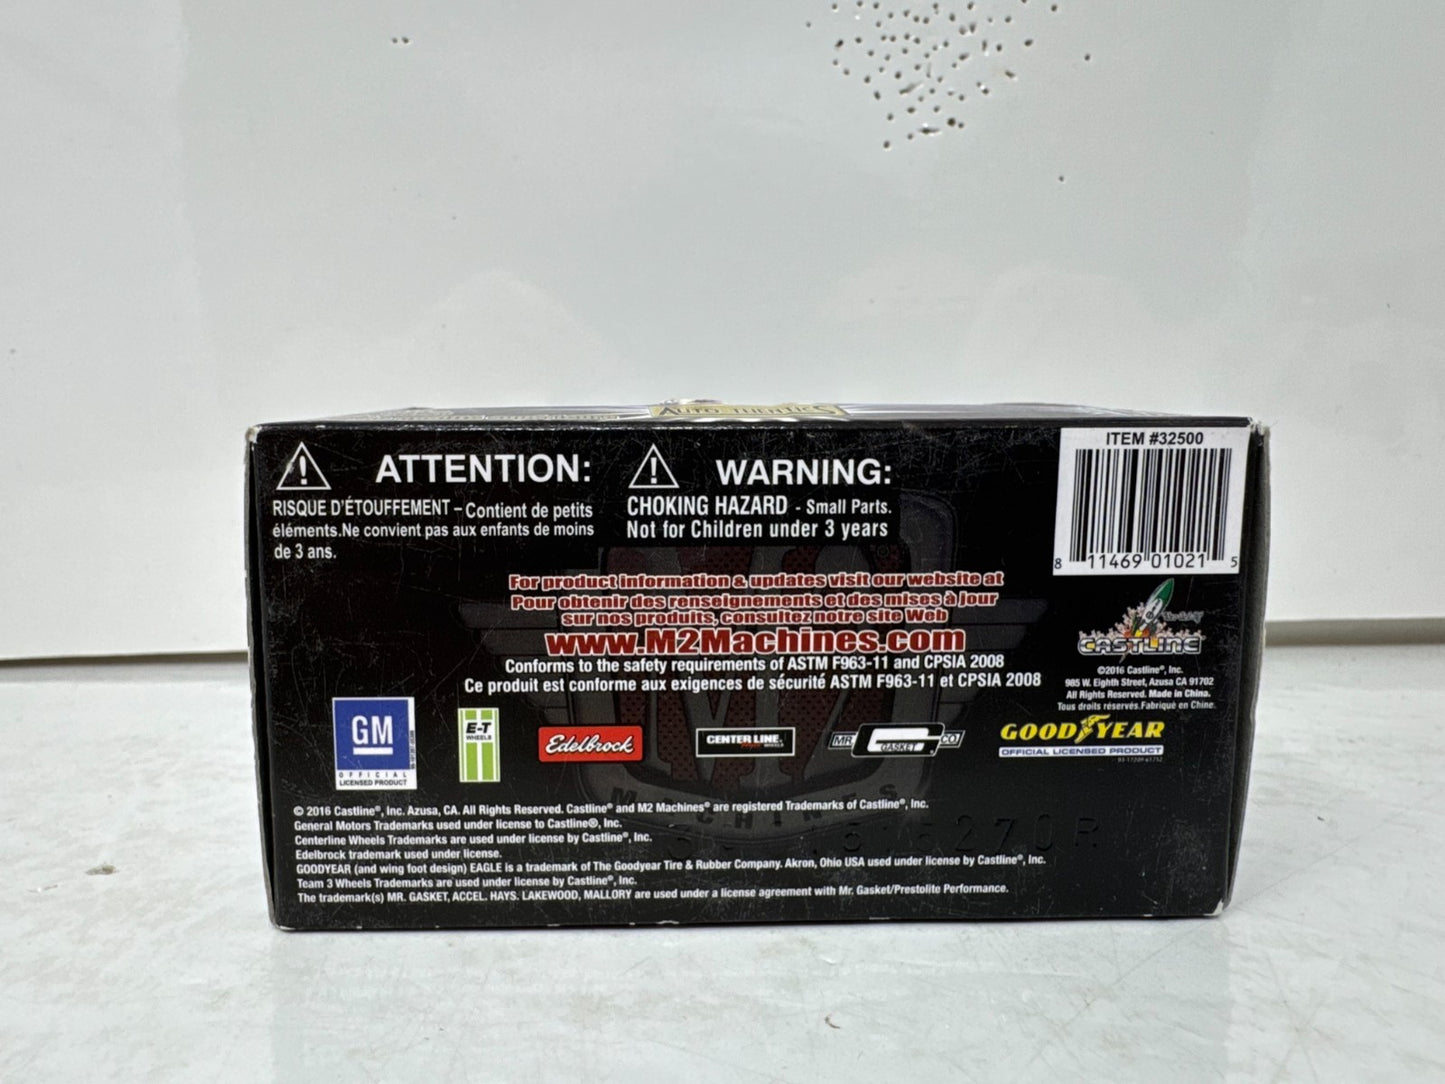 AUTO-THENTICS
ATTENTION:
RISQUE D'ÉTOUFFEMENT – Contient de petits
éléments.Ne convient pas aux enfants de moins
de 3 ans.
WARNING:
CHOKING HAZARD - Small Parts.
Not for Children under 3 years
ITEM #32500
8 11469 01021 5
For product information & updates visit our website at
Pour obtenir des renseignements et des mises à jour
sur nos produits, consultez notre site Web
www.M2Machines.com
Conforms to the safety requirements of ASTM F963-11 and CPSIA 2008
Ce produit est conforme aux exigences de sécurité ASTM F963-11 et CPSIA 2008
CASTLINE
©2016 Castline®, Inc.
985 W. Eighth Street, Azusa CA 91702
All Rights Reserved. Made in China.
Tous droits réservés.Fabriqué en Chine.
GM
OFFICIAL
LICENSED PRODUCT
E-T
WHEELS
Edelbrock
CENTER LINE
WHEELS
MR GASKET CO
GOODYEAR
OFFICIAL LICENSED PRODUCT
M2
MACHINES
© 2016 Castline®, Inc. Azusa, CA. All Rights Reserved. Castline® and M2 Machines® are registered Trademarks of Castline®, Inc.
General Motors Trademarks used under license to Castline®, Inc.
Centerline Wheels Trademarks are used under license by Castline®, Inc.
Edelbrock trademark used under license.
GOODYEAR (and wing foot design) EAGLE is a trademark of The Goodyear Tire & Rubber Company. Akron, Ohio USA used under license by Castline®, Inc.
Team 3 Wheels Trademarks are used under license by Castline®, Inc.
The trademark(s) MR. GASKET, ACCEL. HAYS. LAKEWOOD, MALLORY are used under a license agreement with Mr. Gasket/Prestolite Performance.